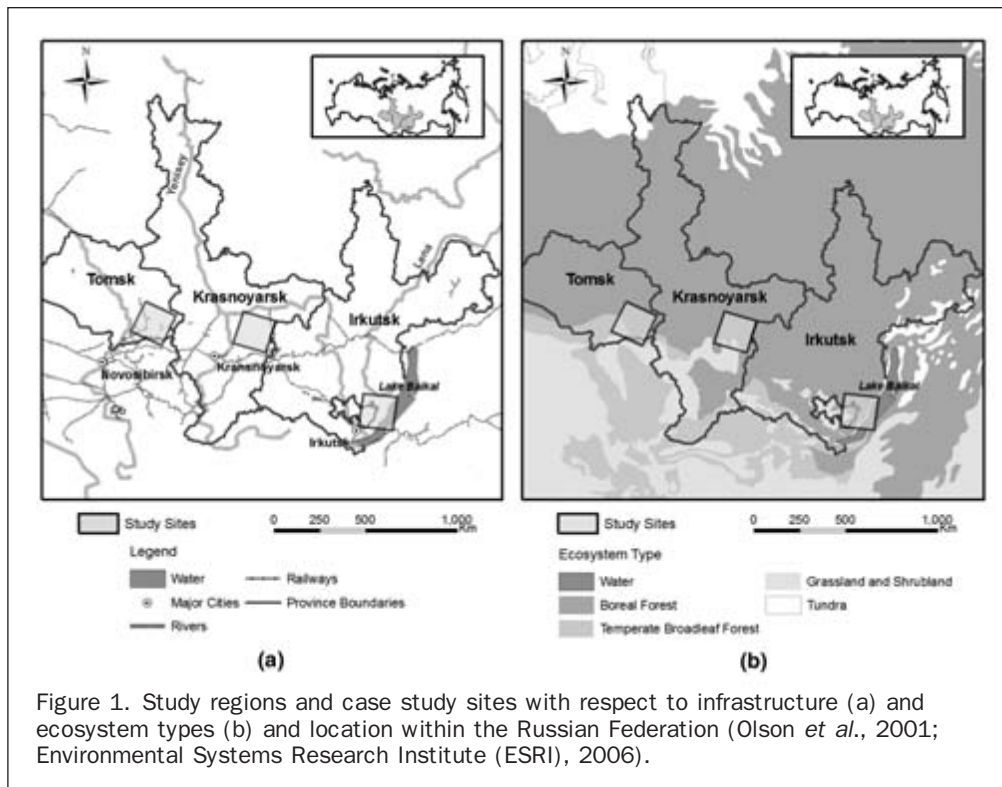 N
Yenisey
Lena
Tomsk
Krasnoyarsk
Irkutsk
Novosibirsk
Kransnoyarsk
Ob
Lake Baikal
Irkutsk
Study Sites
0 250 500 1,000
Km
Legend
Water
Railways
Major Cities
Province Boundaries
Rivers
(a)
N
Tomsk
Krasnoyarsk
Irkutsk
Lake Baikal
Study Sites
0 250 500 1,000
Km
Ecosystem Type
Water
Grassland and Shrubland
Boreal Forest
Tundra
Temperate Broadleaf Forest
(b)
Figure 1. Study regions and case study sites with respect to infrastructure (a) and
ecosystem types (b) and location within the Russian Federation (Olson et al., 2001;
Environmental Systems Research Institute (ESRI), 2006).